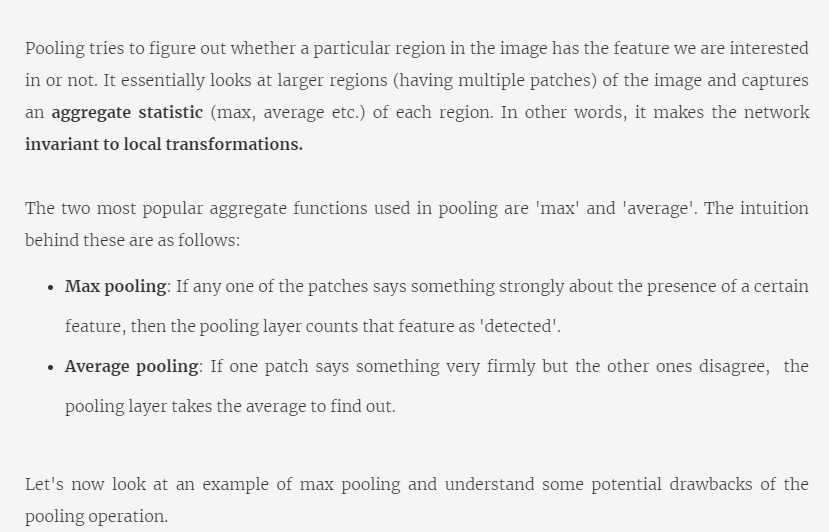 Pooling tries to figure out whether a particular region in the image has the feature we are interested
in or not. It essentially looks at larger regions (having multiple patches) of the image and captures
an aggregate statistic (max, average etc.) of each region. In other words, it makes the network
invariant to local transformations.
The two most popular aggregate functions used in pooling are 'max' and 'average'. The intuition
behind these are as follows:
• Max pooling: If any one of the patches says something strongly about the presence of a certain
feature, then the pooling layer counts that feature as 'detected'.
• Average pooling: If one patch says something very firmly but the other ones disagree, the
pooling layer takes the average to find out.
Let's now look at an example of max pooling and understand some potential drawbacks of the
pooling operation.